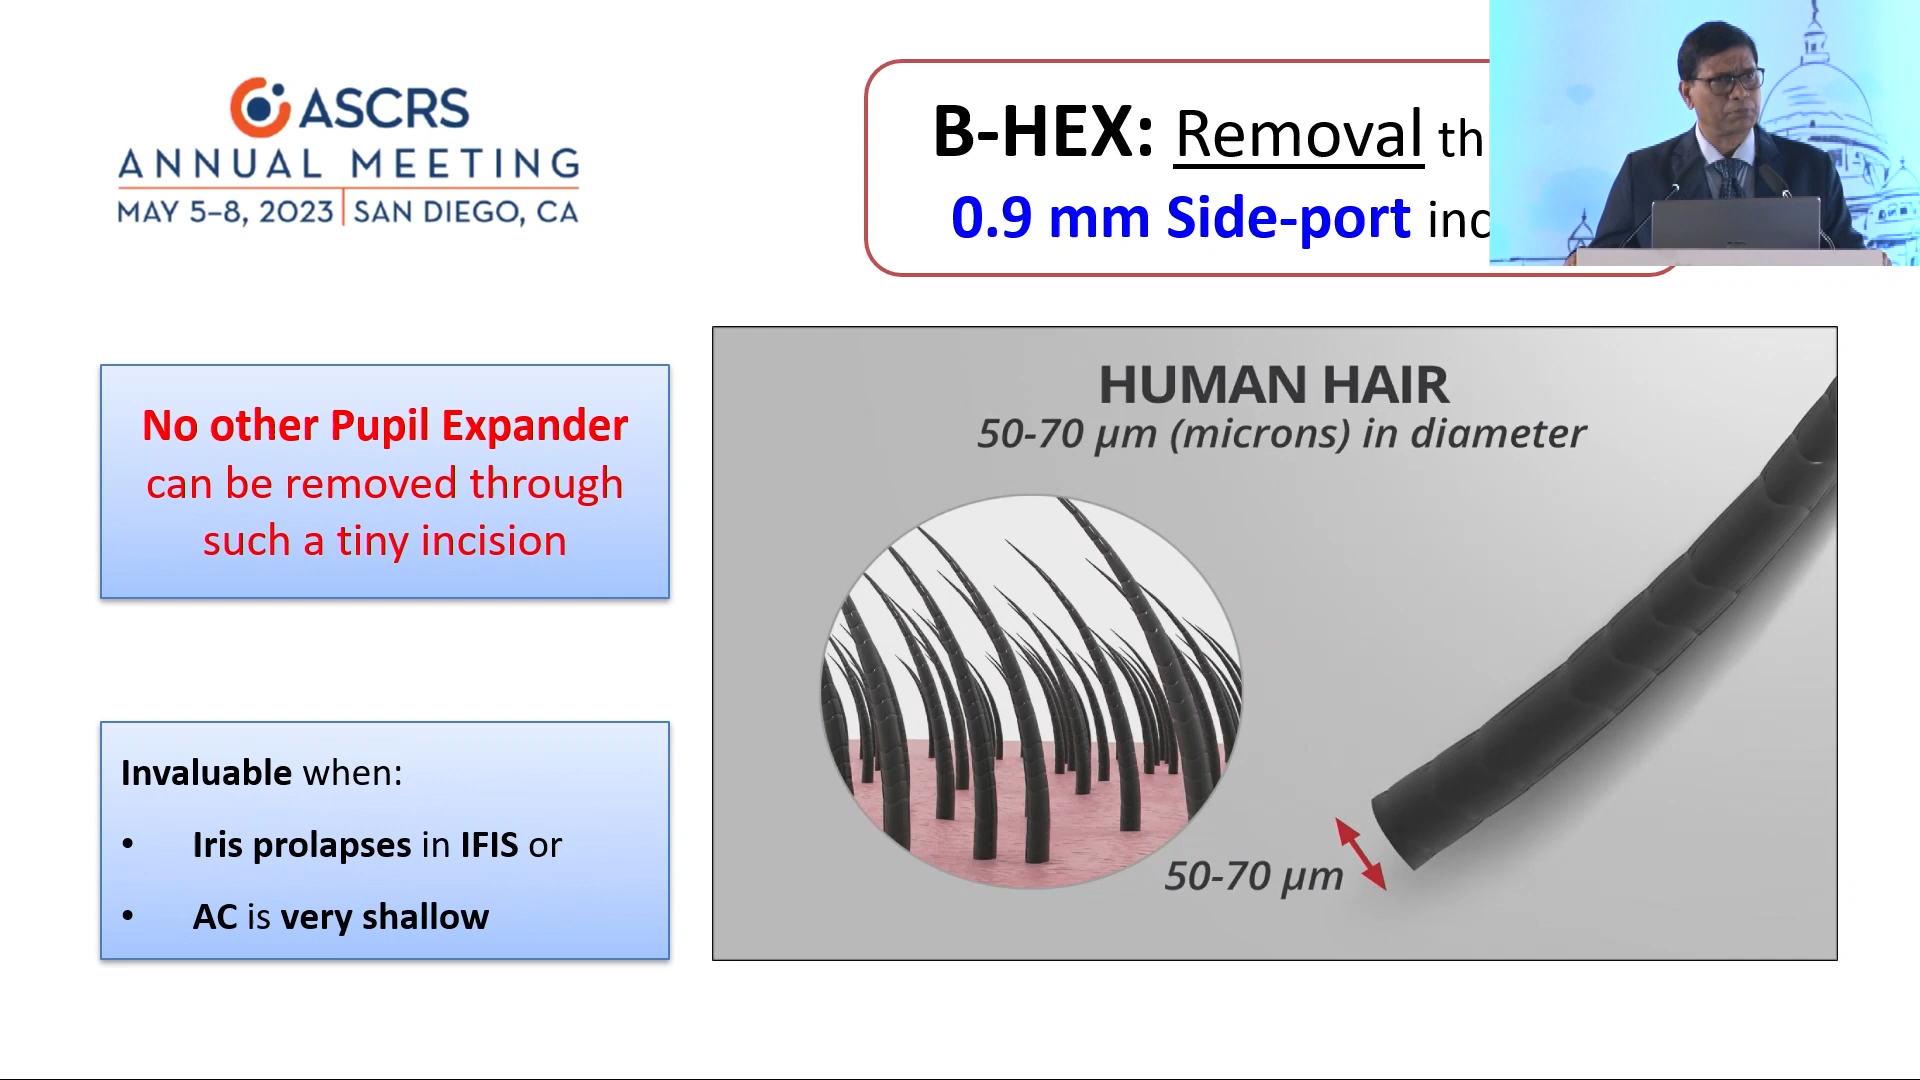 ASCRS
ANNUAL MEETING
MAY 5–8, 2023 SAN DIEGO, CA
B-HEX: Removal
0.9 mm Side-port
No other Pupil Expander
can be removed through
such a tiny incision
Invaluable when:
• Iris prolapses in IFIS or
• AC is very shallow
HUMAN HAIR
50-70 µm (microns) in diameter
50-70 µm